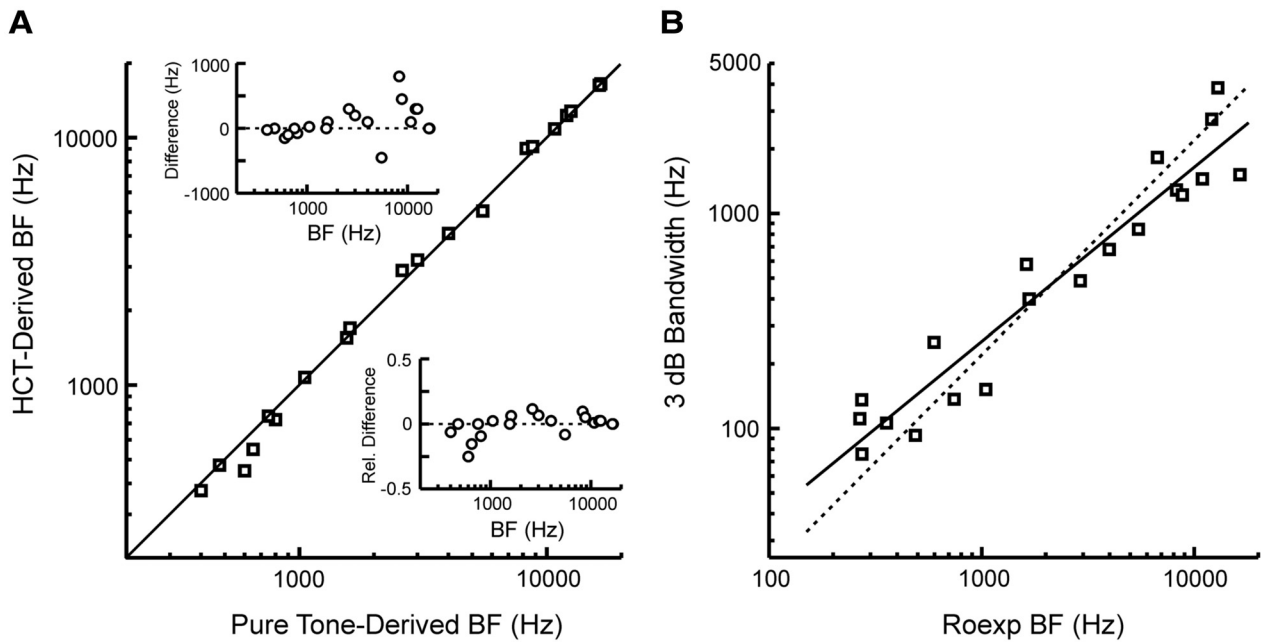 A
B
HCT-Derived BF (Hz)
10000
1000
1000
10000
Pure Tone-Derived BF (Hz)
Difference (Hz)
1000
0
-1000
1000
10000
BF (Hz)
Rel. Difference
0.5
0
-0.5
1000
10000
BF (Hz)
3 dB Bandwidth (Hz)
5000
1000
100
100
1000
10000
Roexp BF (Hz)